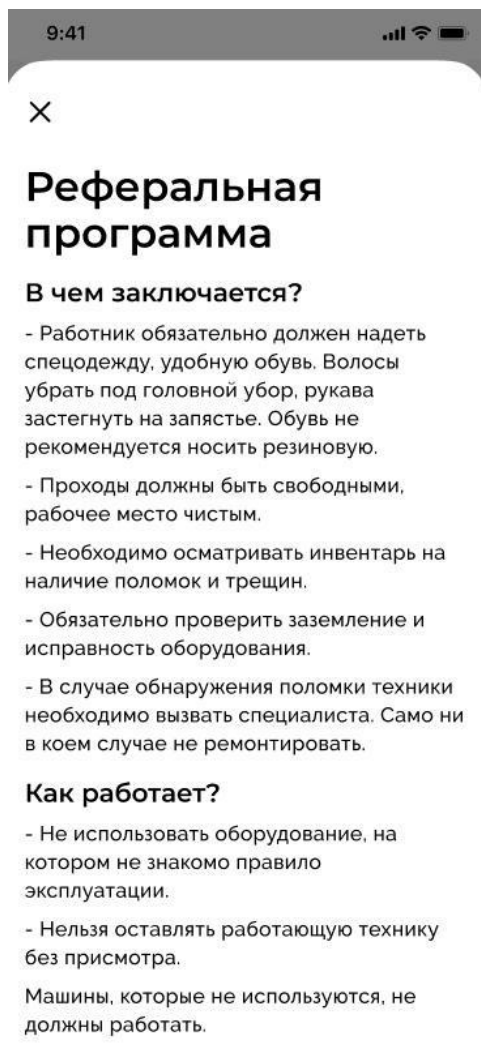 9:41
Реферальная
программа
В чем заключается?
- Работник обязательно должен надеть
спецодежду, удобную обувь. Волосы
убрать под головной убор, рукава
застегнуть на запястье. Обувь не
рекомендуется носить резиновую.
- Проходы должны быть свободными,
рабочее место чистым.
- Необходимо осматривать инвентарь на
наличие поломок и трещин.
- Обязательно проверить заземление и
исправность оборудования.
- В случае обнаружения поломки техники
необходимо вызвать специалиста. Само ни
в коем случае не ремонтировать.
Как работает?
- Не использовать оборудование, на
котором не знакомо правило
эксплуатации.
- Нельзя оставлять работающую технику
без присмотра.
Машины, которые не используются, не
должны работать.